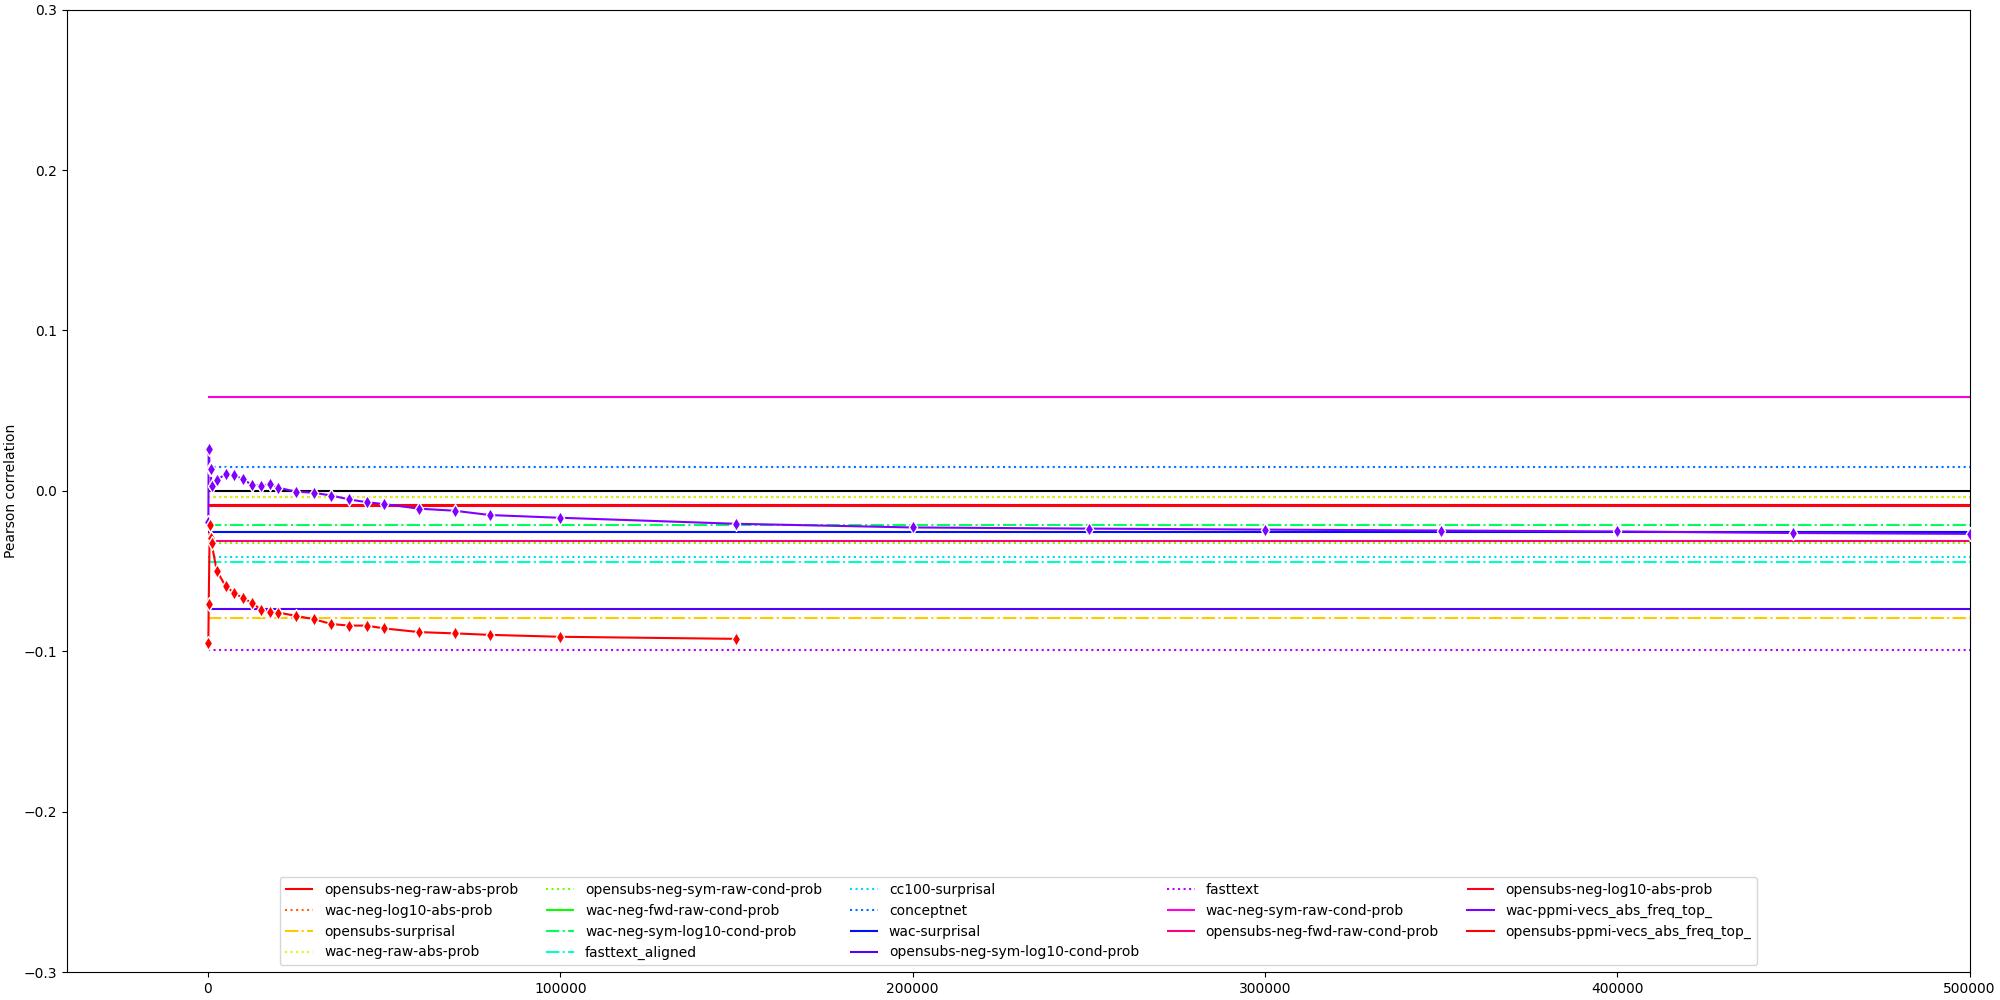 0.3
0.2
0.1
0.0
−0.1
−0.2
−0.3
Pearson correlation
opensubs-neg-raw-abs-prob
wac-neg-log10-abs-prob
opensubs-surprisal
wac-neg-raw-abs-prob
opensubs-neg-sym-raw-cond-prob
wac-neg-fwd-raw-cond-prob
wac-neg-sym-log10-cond-prob
fasttext_aligned
cc100-surprisal
conceptnet
wac-surprisal
opensubs-neg-sym-log10-cond-prob
fasttext
wac-neg-sym-raw-cond-prob
opensubs-neg-fwd-raw-cond-prob
opensubs-neg-log10-abs-prob
wac-ppmi-vecs_abs_freq_top_
opensubs-ppmi-vecs_abs_freq_top_
0 100000 200000 300000 400000 500000